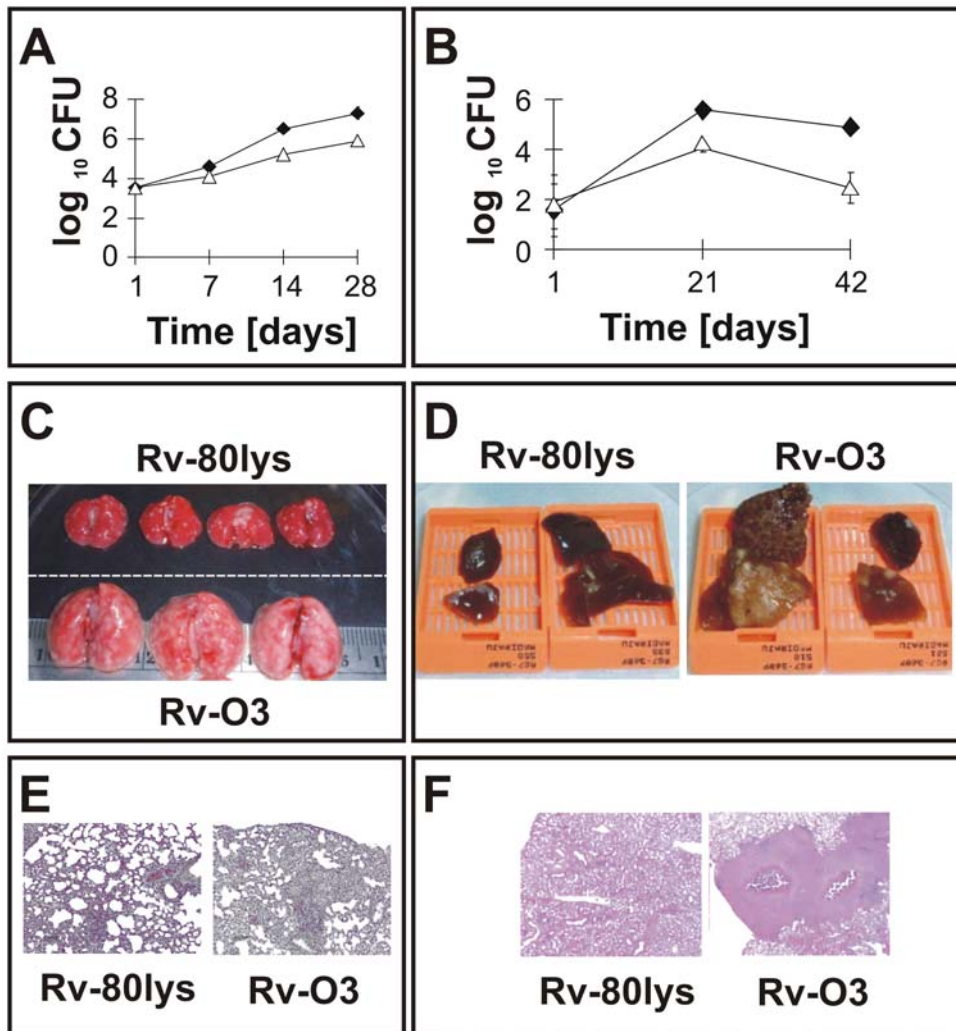 A
log 10 CFU
8
6
4
2
0
1 7 14 28
Time [days]
B
log 10 CFU
6
4
2
0
1 21 42
Time [days]
C
Rv-80lys
Rv-O3
D
Rv-80lys Rv-O3
E
Rv-80lys Rv-O3
F
Rv-80lys Rv-O3